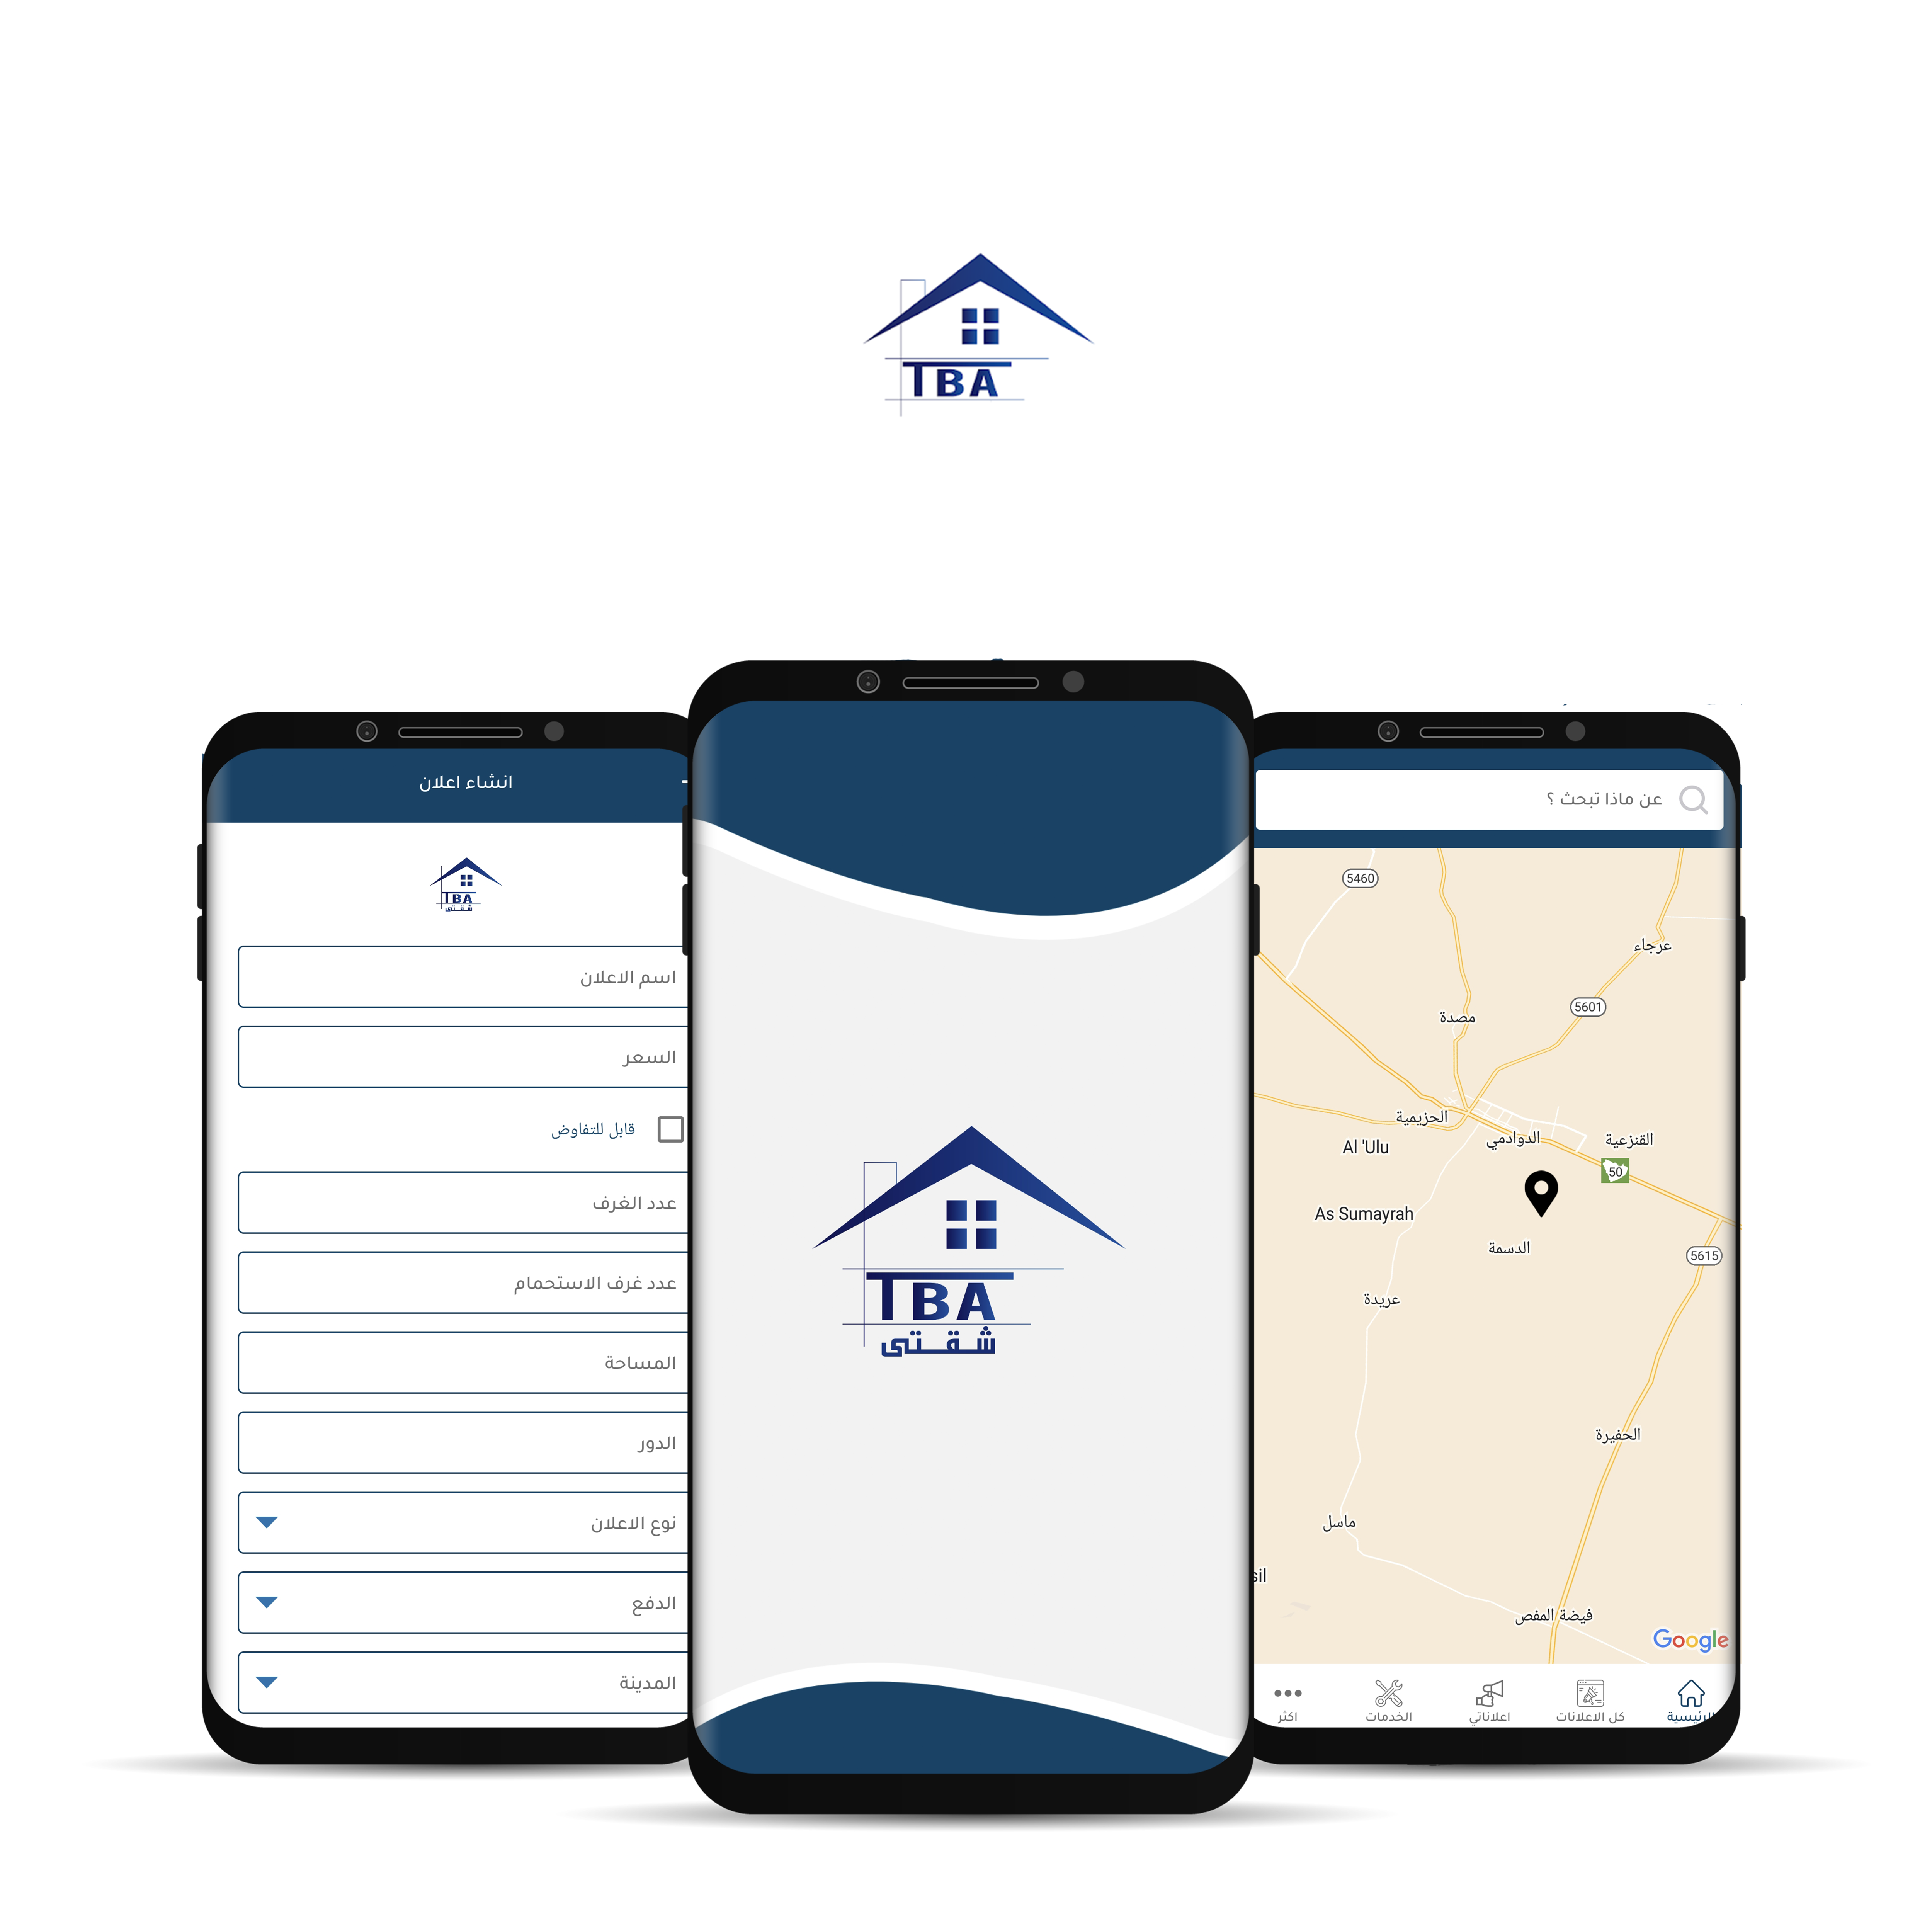 TBA
انشاء اعلان
TBA
شقتى
اسم الاعلان
السعر
قابل للتفاوض
عدد الغرف
عدد غرف الاستحمام
المساحة
الدور
نوع الاعلان
الدفع
المدينة
TBA
شقتى
عن ماذا تبحث ؟
5460
عرجاء
5601
مصدة
الحزيمية
الدوادمي
القنزعية
Al 'Ulu
50
As Sumayrah
الدسمة
5615
عريدة
الحفيرة
ماسل
sil
فيضة المفص
Google
الرئيسية
كل الاعلانات
اعلاناتي
الخدمات
اكثر